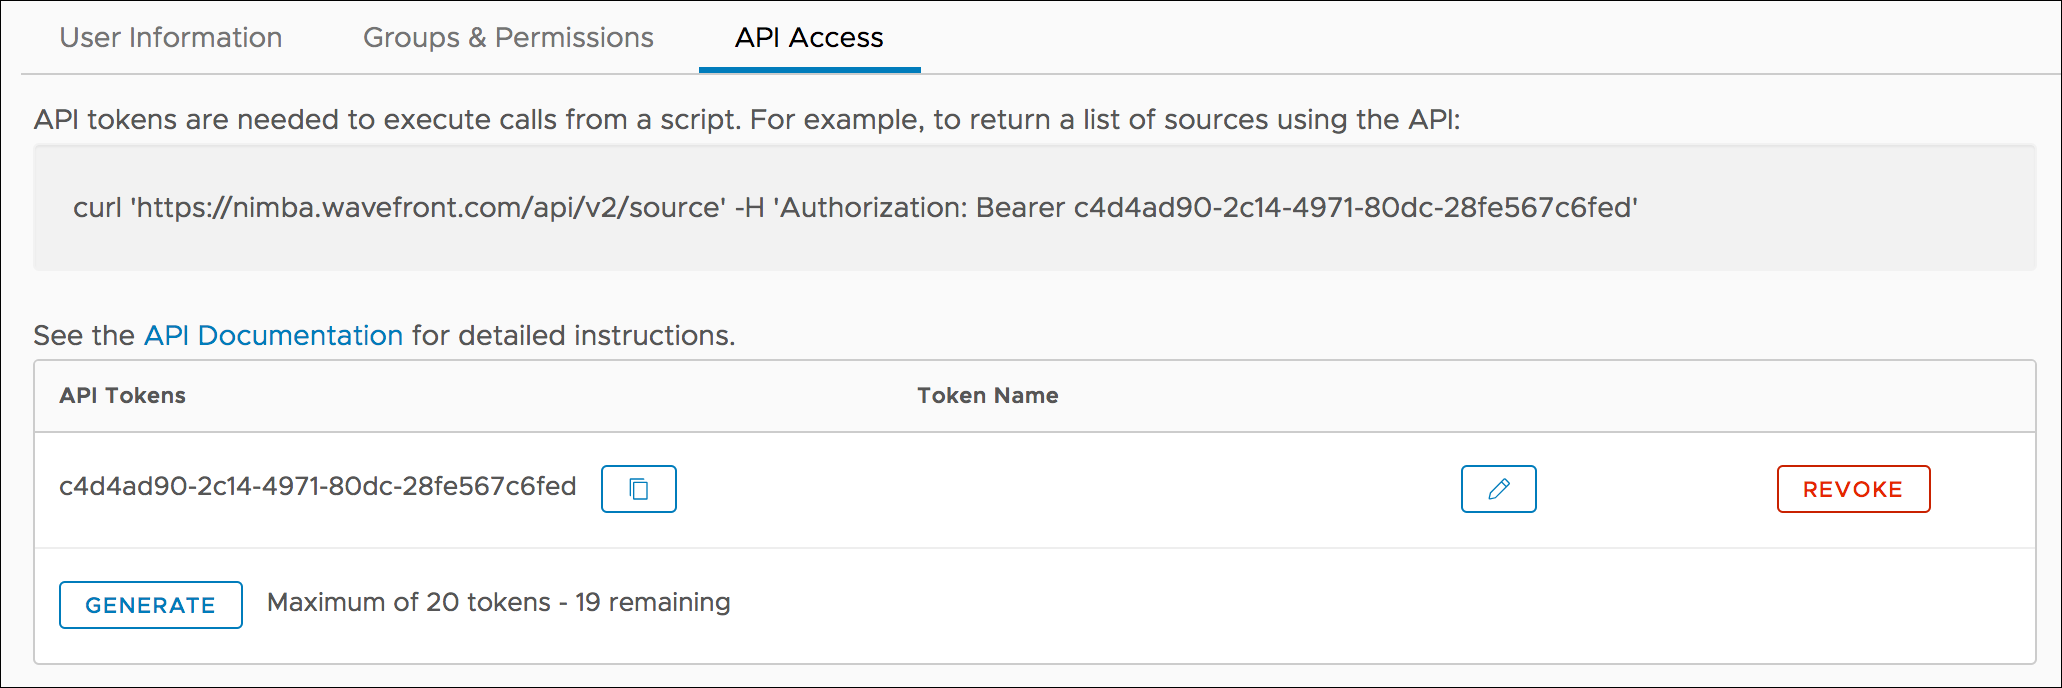 User Information Groups & Permissions API Access
API tokens are needed to execute calls from a script. For example, to return a list of sources using the API:
curl 'https://nimba.wavefront.com/api/v2/source' -H 'Authorization: Bearer c4d4ad90-2c14-4971-80dc-28fe567c6fed'
See the API Documentation for detailed instructions.
API Tokens Token Name
c4d4ad90-2c14-4971-80dc-28fe567c6fed REVOKE
GENERATE Maximum of 20 tokens - 19 remaining